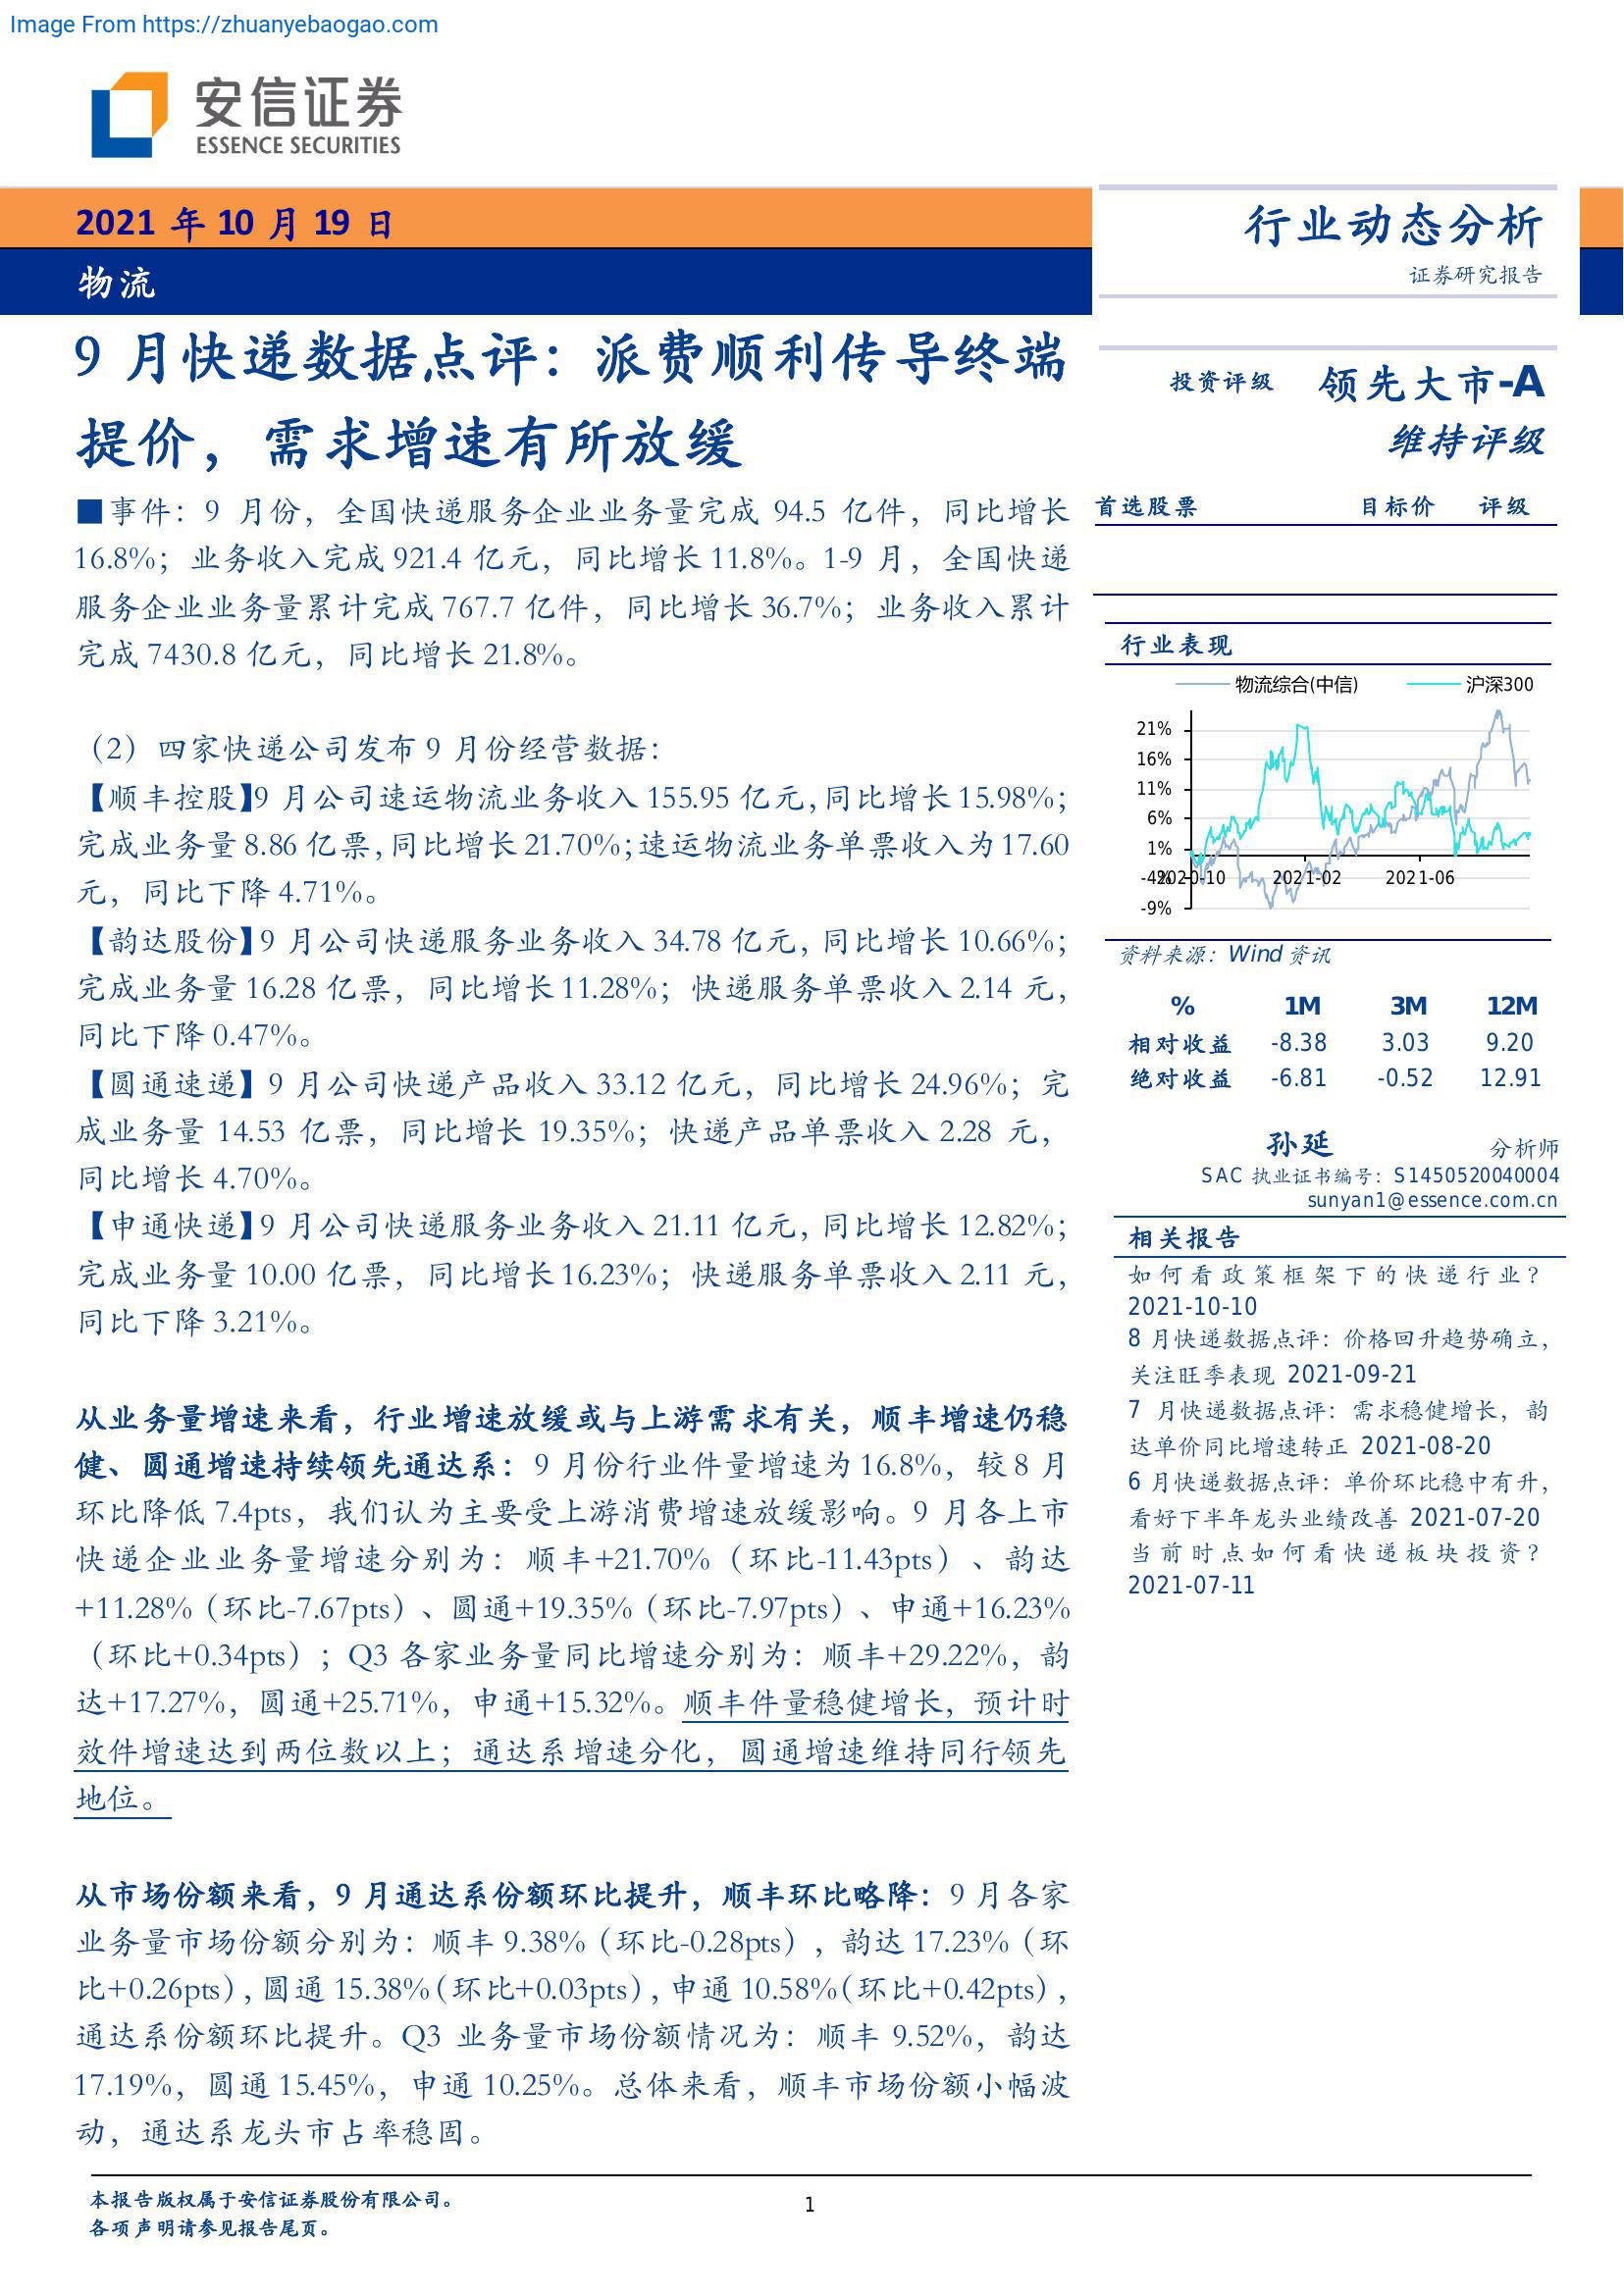 Image From https://zhuanyebaogao.com
安信证券
ESSENCE SECURITIES
2021 年 10 月 19 日
物流
行业动态分析
证券研究报告
9 月快递数据点评：派费顺利传导终端
提价，需求增速有所放缓
■事件：9 月份，全国快递服务企业业务量完成 94.5 亿件，同比增长
16.8%；业务收入完成 921.4 亿元，同比增长 11.8%。1-9 月，全国快递
服务企业业务量累计完成 767.7 亿件，同比增长 36.7%；业务收入累计
完成 7430.8 亿元，同比增长 21.8%。
（2）四家快递公司发布 9 月份经营数据：
【顺丰控股】9 月公司速运物流业务收入 155.95 亿元，同比增长 15.98%；
完成业务量 8.86 亿票，同比增长 21.70%；速运物流业务单票收入为 17.60
元，同比下降 4.71%。
【韵达股份】9 月公司快递服务业务收入 34.78 亿元，同比增长 10.66%；
完成业务量 16.28 亿票，同比增长 11.28%；快递服务单票收入 2.14 元，
同比下降 0.47%。
【圆通速递】9 月公司快递产品收入 33.12 亿元，同比增长 24.96%；完
成业务量 14.53 亿票，同比增长 19.35%；快递产品单票收入 2.28 元，
同比增长 4.70%。
【申通快递】9 月公司快递服务业务收入 21.11 亿元，同比增长 12.82%；
完成业务量 10.00 亿票，同比增长 16.23%；快递服务单票收入 2.11 元，
同比下降 3.21%。
从业务量增速来看，行业增速放缓或与上游需求有关，顺丰增速仍稳
健、圆通增速持续领先通达系：9 月份行业件量增速为 16.8%，较 8 月
环比降低 7.4pts，我们认为主要受上游消费增速放缓影响。9 月各上市
快递企业业务量增速分别为：顺丰+21.70%（环比-11.43pts）、韵达
+11.28%（环比-7.67pts）、圆通+19.35%（环比-7.97pts）、申通+16.23%
（环比+0.34pts）；Q3 各家业务量同比增速分别为：顺丰+29.22%，韵
达+17.27%，圆通+25.71%，申通+15.32%。顺丰件量稳健增长，预计时
效件增速达到两位数以上；通达系增速分化，圆通增速维持同行领先
地位。
从市场份额来看，9 月通达系份额环比提升，顺丰环比略降：9 月各家
业务量市场份额分别为：顺丰 9.38%（环比-0.28pts），韵达 17.23%（环
比+0.26pts），圆通 15.38%（环比+0.03pts），申通 10.58%（环比+0.42pts），
通达系份额环比提升。Q3 业务量市场份额情况为：顺丰 9.52%，韵达
17.19%，圆通 15.45%，申通 10.25%。总体来看，顺丰市场份额小幅波
动，通达系龙头市占率稳固。
投资评级 领先大市-A
维持评级
首选股票 目标价 评级
行业表现
物流综合(中信) 沪深300
21%
16%
11%
6%
1%
-4%
-9%
2020-10 2021-02 2021-06
资料来源：Wind 资讯
% 1M 3M 12M
相对收益 -8.38 3.03 9.20
绝对收益 -6.81 -0.52 12.91
孙延 分析师
SAC 执业证书编号：S1450520040004
sunyan1@essence.com.cn
相关报告
如何看政策框架下的快递行业？
2021-10-10
8 月快递数据点评：价格回升趋势确立，
关注旺季表现 2021-09-21
7 月快递数据点评：需求稳健增长，韵
达单价同比增速转正 2021-08-20
6 月快递数据点评：单价环比稳中有升，
看好下半年龙头业绩改善 2021-07-20
当前时点如何看快递板块投资？
2021-07-11
本报告版权属于安信证券股份有限公司。
各项声明请参见报告尾页。
1